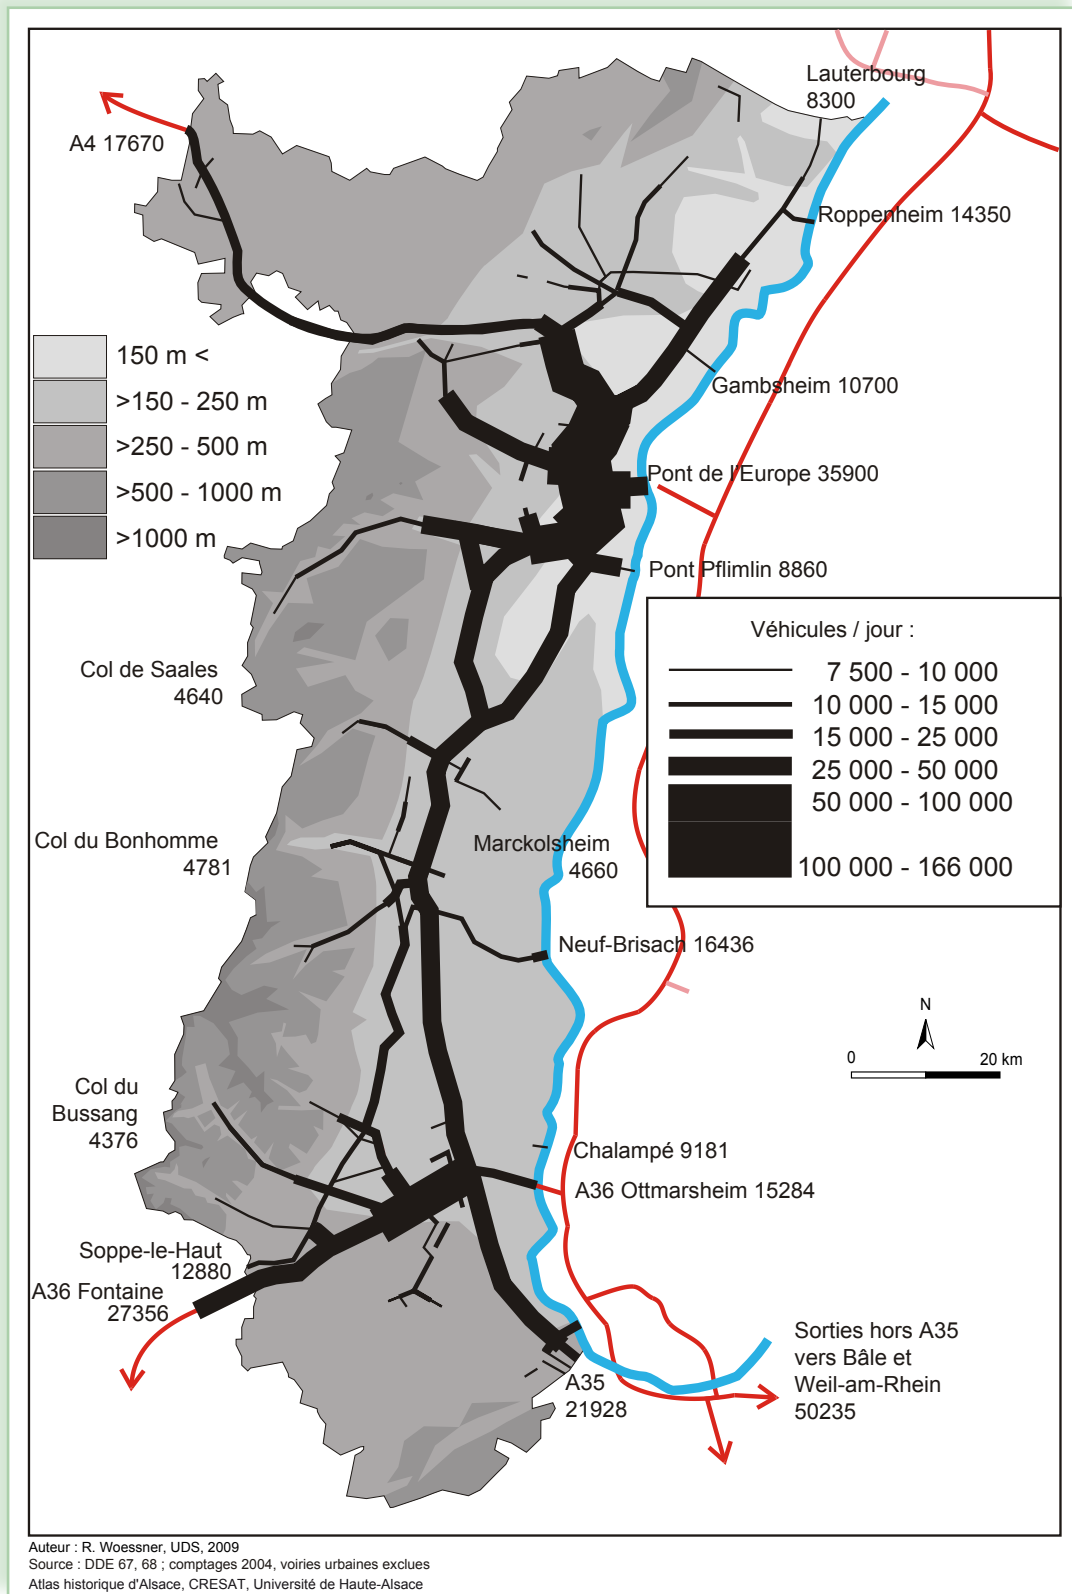 Lauterbourg
8300
A4 17670
Roppenheim 14350
150 m <
>150 - 250 m
>250 - 500 m
>500 - 1000 m
>1000 m
Gambsheim 10700
Pont de l'Europe 35900
Pont Pflimlin 8860
Véhicules / jour :
7 500 - 10 000
10 000 - 15 000
15 000 - 25 000
25 000 - 50 000
50 000 - 100 000
100 000 - 166 000
Col de Saales
4640
Col du Bonhomme
4781
Marckolsheim
4660
Neuf-Brisach 16436
N
0 20 km
Col du
Bussang
4376
Chalampé 9181
A36 Ottmarsheim 15284
Soppe-le-Haut
12880
A36 Fontaine
27356
A35
21928
Sorties hors A35
vers Bâle et
Weil-am-Rhein
50235
Auteur : R. Woessner, UDS, 2009
Source : DDE 67, 68 ; comptages 2004, voiries urbaines exclues
Atlas historique d'Alsace, CRESAT, Université de Haute-Alsace